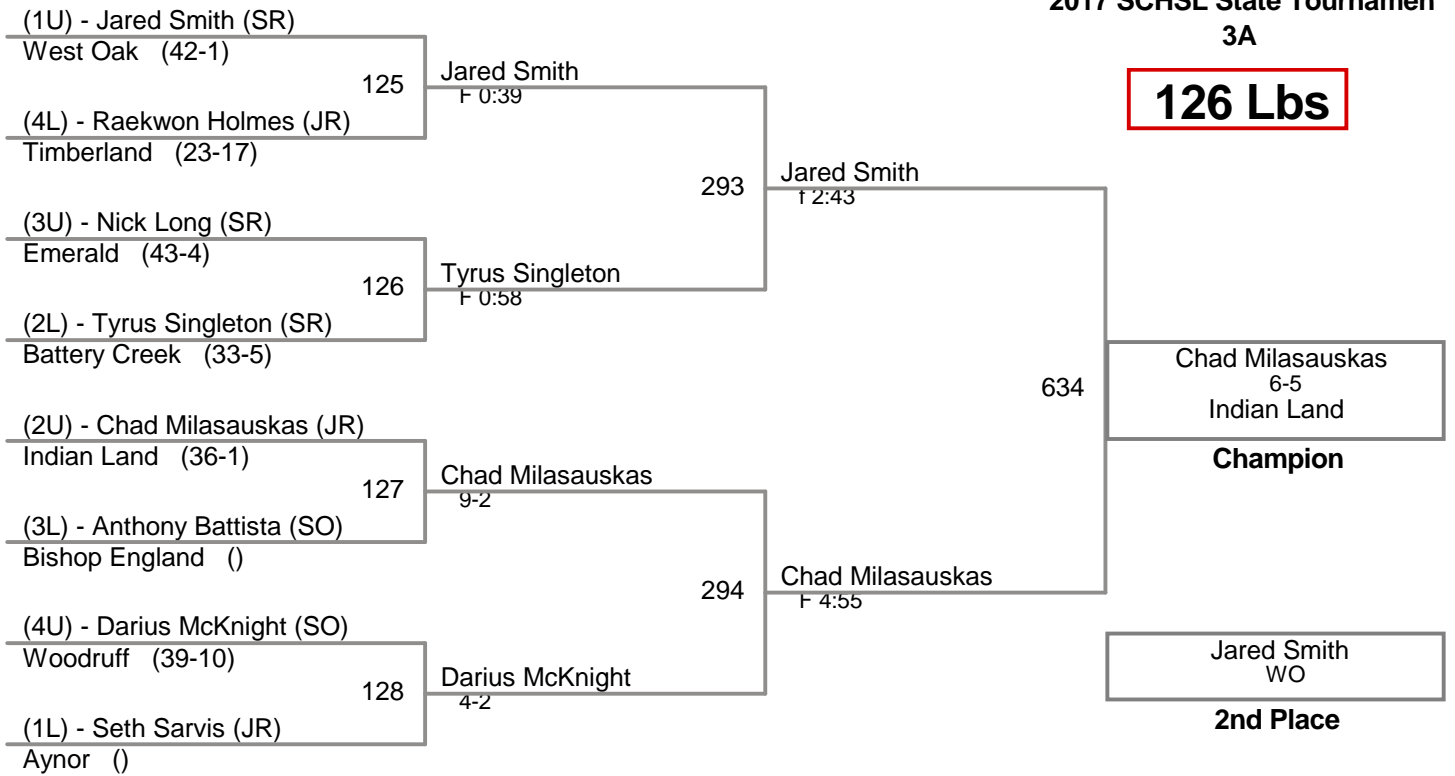 2017 SCHSL State Tournamen
3A
126 Lbs
(1U) - Jared Smith (SR)
West Oak (42-1)
125
(4L) - Raekwon Holmes (JR)
Timberland (23-17)
(3U) - Nick Long (SR)
Emerald (43-4)
126
(2L) - Tyrus Singleton (SR)
Battery Creek (33-5)
(2U) - Chad Milasauskas (JR)
Indian Land (36-1)
127
(3L) - Anthony Battista (SO)
Bishop England ()
(4U) - Darius McKnight (SO)
Woodruff (39-10)
128
(1L) - Seth Sarvis (JR)
Aynor ()
Jared Smith
F 0:39
293
Tyrus Singleton
F 0:58
Chad Milasauskas
9-2
294
Darius McKnight
4-2
Jared Smith
f 2:43
634
Chad Milasauskas
F 4:55
Chad Milasauskas
6-5
Indian Land
Champion
Jared Smith
WO
2nd Place